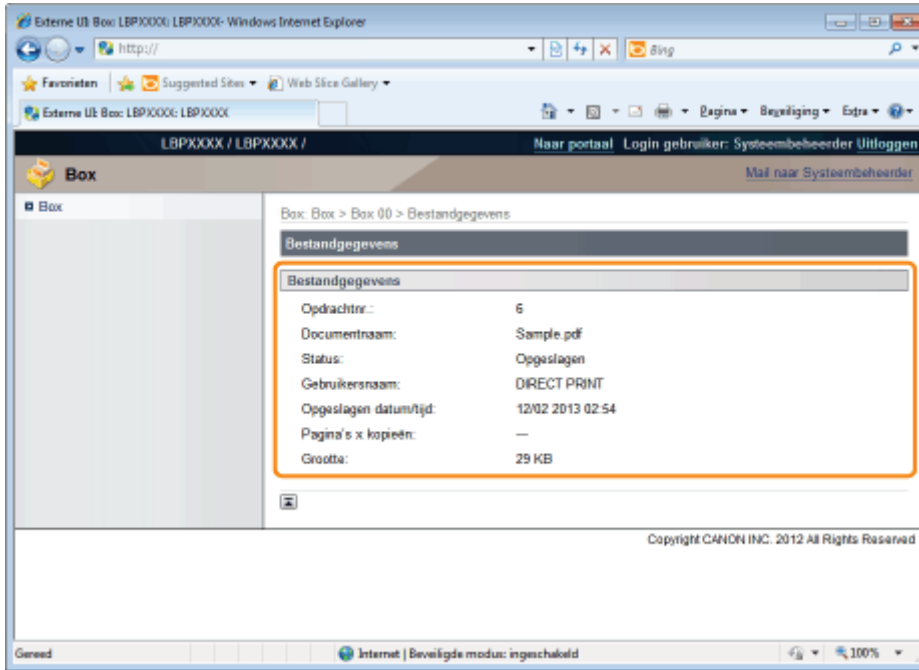 Externe UI: Box: LBPXXXX: LBPXXXX- Windows Internet Explorer
http://
Bing
Favorieten Suggested Sites Web Slice Gallery
Externe UI: Box: LBPXXXX: LBPXXXX
Pagina Beveiliging Extra
LBPXXXX / LBPXXXX /
Naar portaal Login gebruiker: Systeembeheerder Uitloggen
Box
Mail naar Systeembeheerder
Box
Box: Box > Box 00 > Bestandgegevens
Bestandgegevens
Bestandgegevens
Opdrachtnr.: 6
Documentnaam: Sample.pdf
Status: Opgeslagen
Gebruikersnaam: DIRECT PRINT
Opgeslagen datum/tijd: 12/02 2013 02:54
Pagina's x kopieën: —
Grootte: 29 KB
Copyright CANON INC. 2012 All Rights Reserved
Gereed
Internet | Beveiligde modus: ingeschakeld
100%